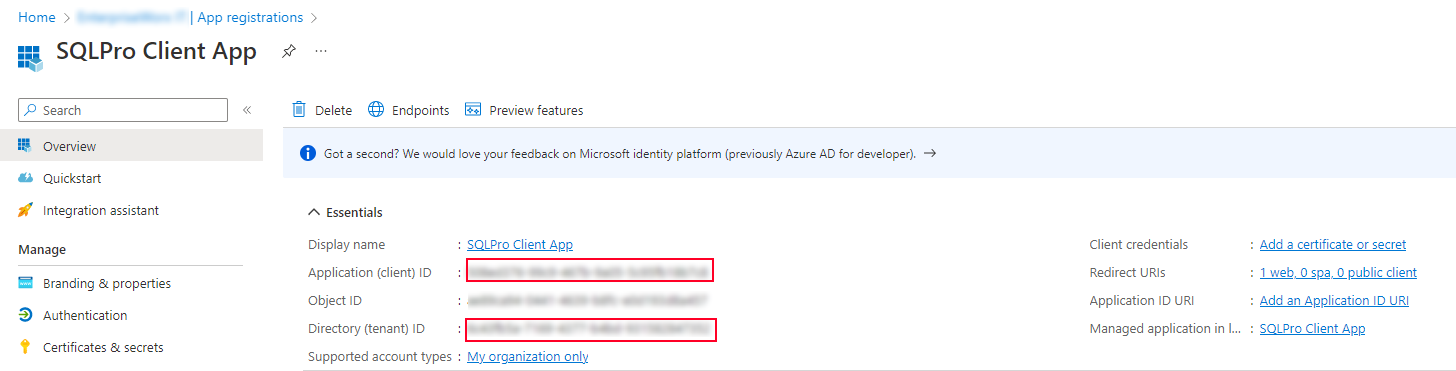 Home > | App registrations >
SQLPro Client App ...
Search «
Delete Endpoints Preview features
Overview
Got a second? We would love your feedback on Microsoft identity platform (previously Azure AD for developer). →
Quickstart
Integration assistant
Essentials
Manage
Display name : SQLPro Client App
Client credentials : Add a certificate or secret
Application (client) ID :
Redirect URIs : 1 web, 0 spa, 0 public client
Branding & properties
Object ID :
Application ID URI : Add an Application ID URI
Authentication
Directory (tenant) ID :
Managed application in l... : SQLPro Client App
Certificates & secrets
Supported account types : My organization only